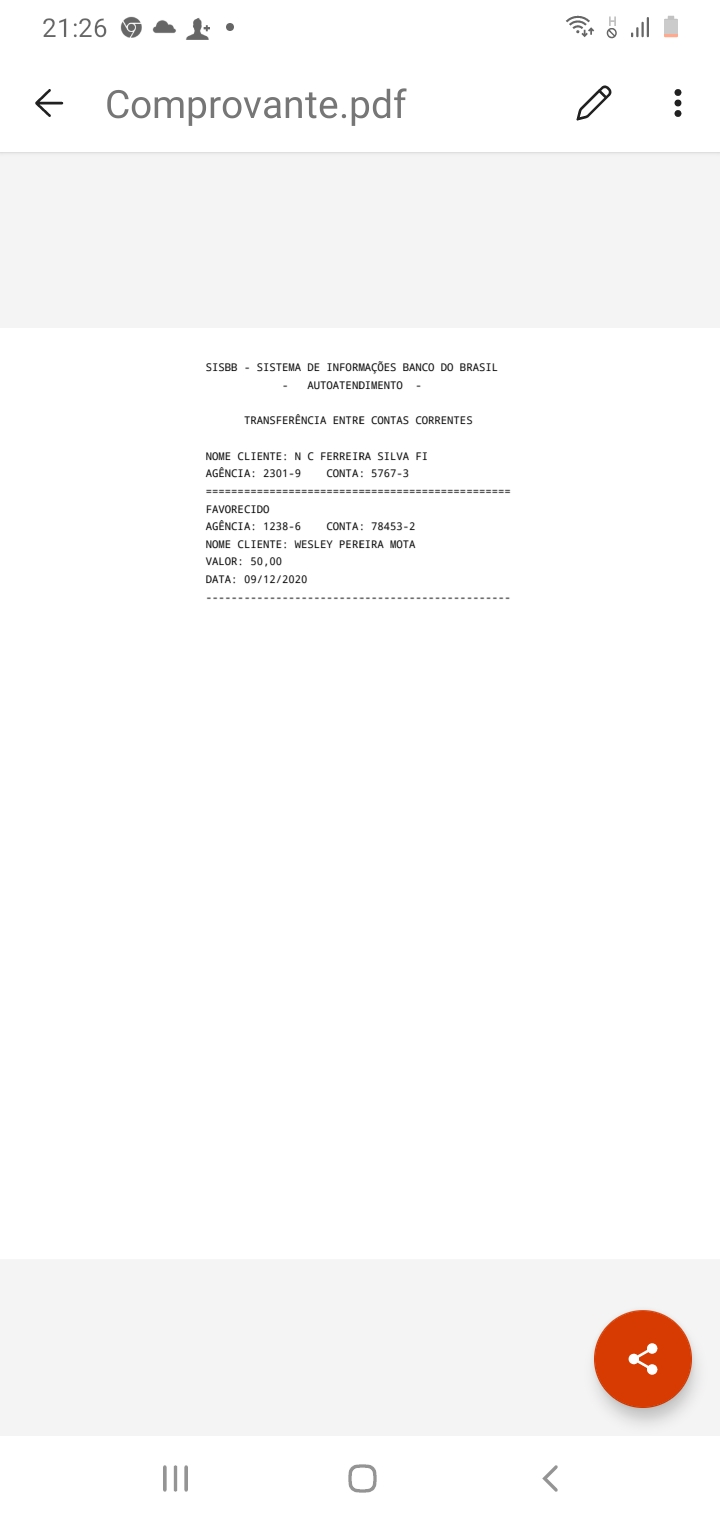 21:26
Comprovante.pdf
SISBB - SISTEMA DE INFORMAÇÕES BANCO DO BRASIL
- AUTOATENDIMENTO -
TRANSFERÊNCIA ENTRE CONTAS CORRENTES
NOME CLIENTE: N C FERREIRA SILVA FI
AGÊNCIA: 2301-9 CONTA: 5767-3
================================================
FAVORECIDO
AGÊNCIA: 1238-6 CONTA: 78453-2
NOME CLIENTE: WESLEY PEREIRA MOTA
VALOR: 50,00
DATA: 09/12/2020
------------------------------------------------